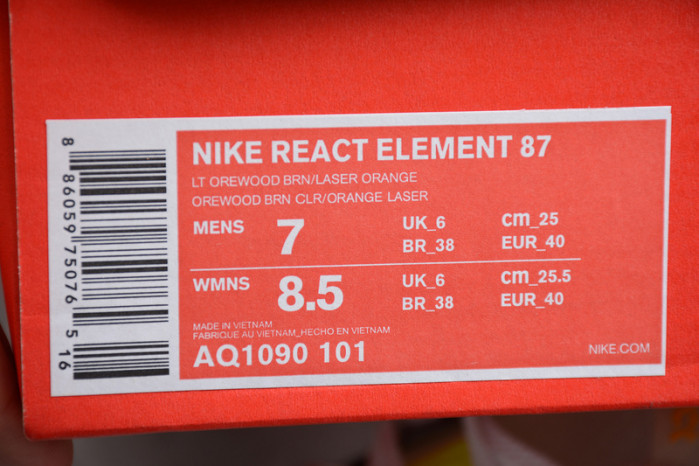 NIKE REACT ELEMENT 87
LT OREWOOD BRN/LASER ORANGE
OREWOOD BRN CLR/ORANGE LASER
MENS 7 UK_6 cm_25
BR_38 EUR_40
WMNS 8.5 UK_6 cm_25.5
BR_38 EUR_40
MADE IN VIETNAM
FABRIQUE AU VIETNAM_HECHO EN VIETNAM
AQ1090 101
NIKE.COM
8 86059 75076 5 16